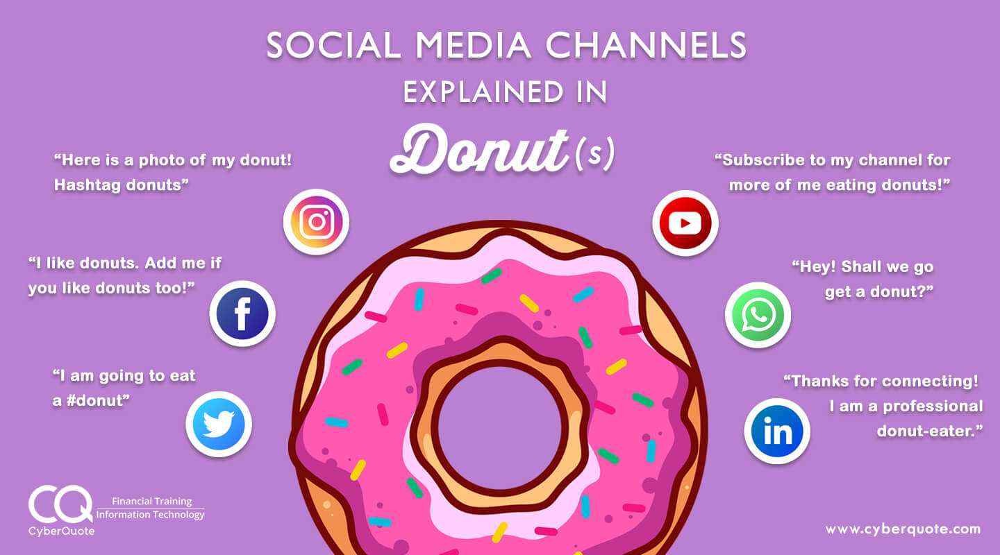 SOCIAL MEDIA CHANNELS
EXPLAINED IN
Donut(s)
“Here is a photo of my donut!
Hashtag donuts”
“I like donuts. Add me if
you like donuts too!”
f
“I am going to eat
a #donut”
“Subscribe to my channel for
more of me eating donuts!”
“Hey! Shall we go
get a donut?”
“Thanks for connecting!
I am a professional
donut-eater.”
in
CQ
CyberQuote
Financial Training
Information Technology
www.cyberquote.com